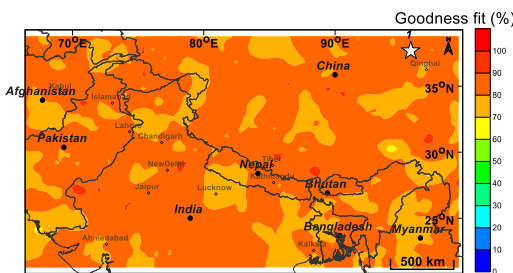 Goodness fit (%)
70°E
80°E
90°E
1
N
China
Qinghai
100
Afghanistan
Kabul
35°N
90
Islamabad
80
Lahore
70
Pakistan
Chandigarh
60
30°N
NewDelhi
Nepal
Tibet
50
Kathmandu
Jaipur
Lucknow
Bhutan
40
India
25°N
30
Bangladesh
Myanmar
20
Ahmedabad
Kalkata
10
500 km
0